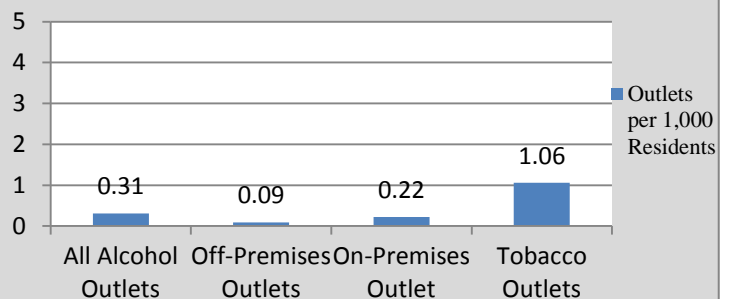 5
4
3
2
1
0
0.31
0.09
0.22
1.06
All Alcohol
Outlets
Off-Premises
Outlets
On-Premises
Outlet
Tobacco
Outlets
Outlets
per 1,000
Residents